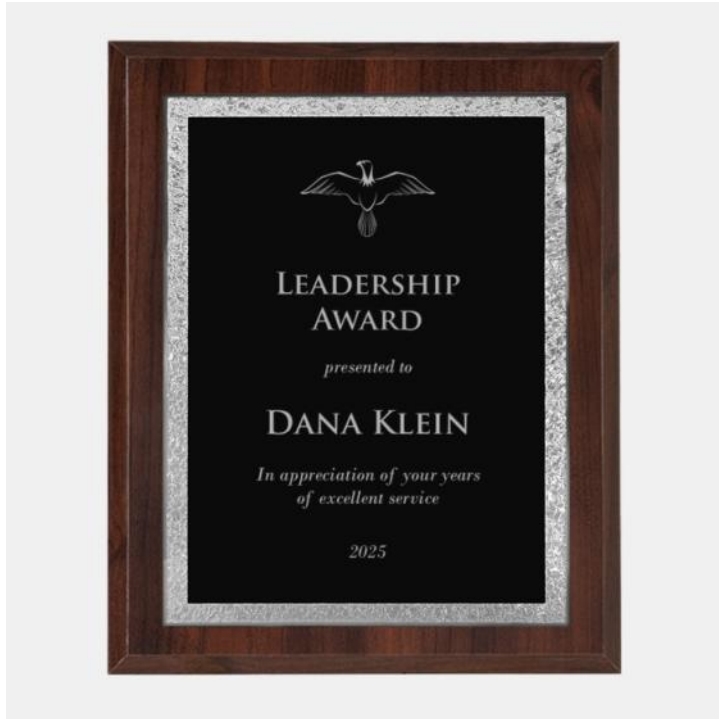 LEADERSHIP
AWARD
presented to
DANA KLEIN
In appreciation of your years
of excellent service
2025